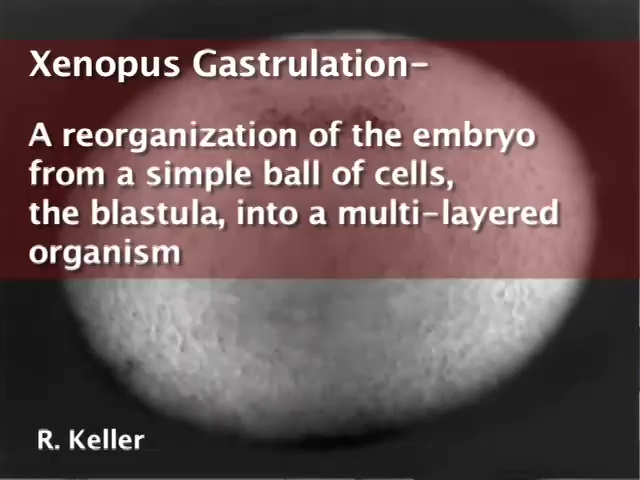 Xenopus Gastrulation-
A reorganization of the embryo
from a simple ball of cells,
the blastula, into a multi-layered
organism
R. Keller